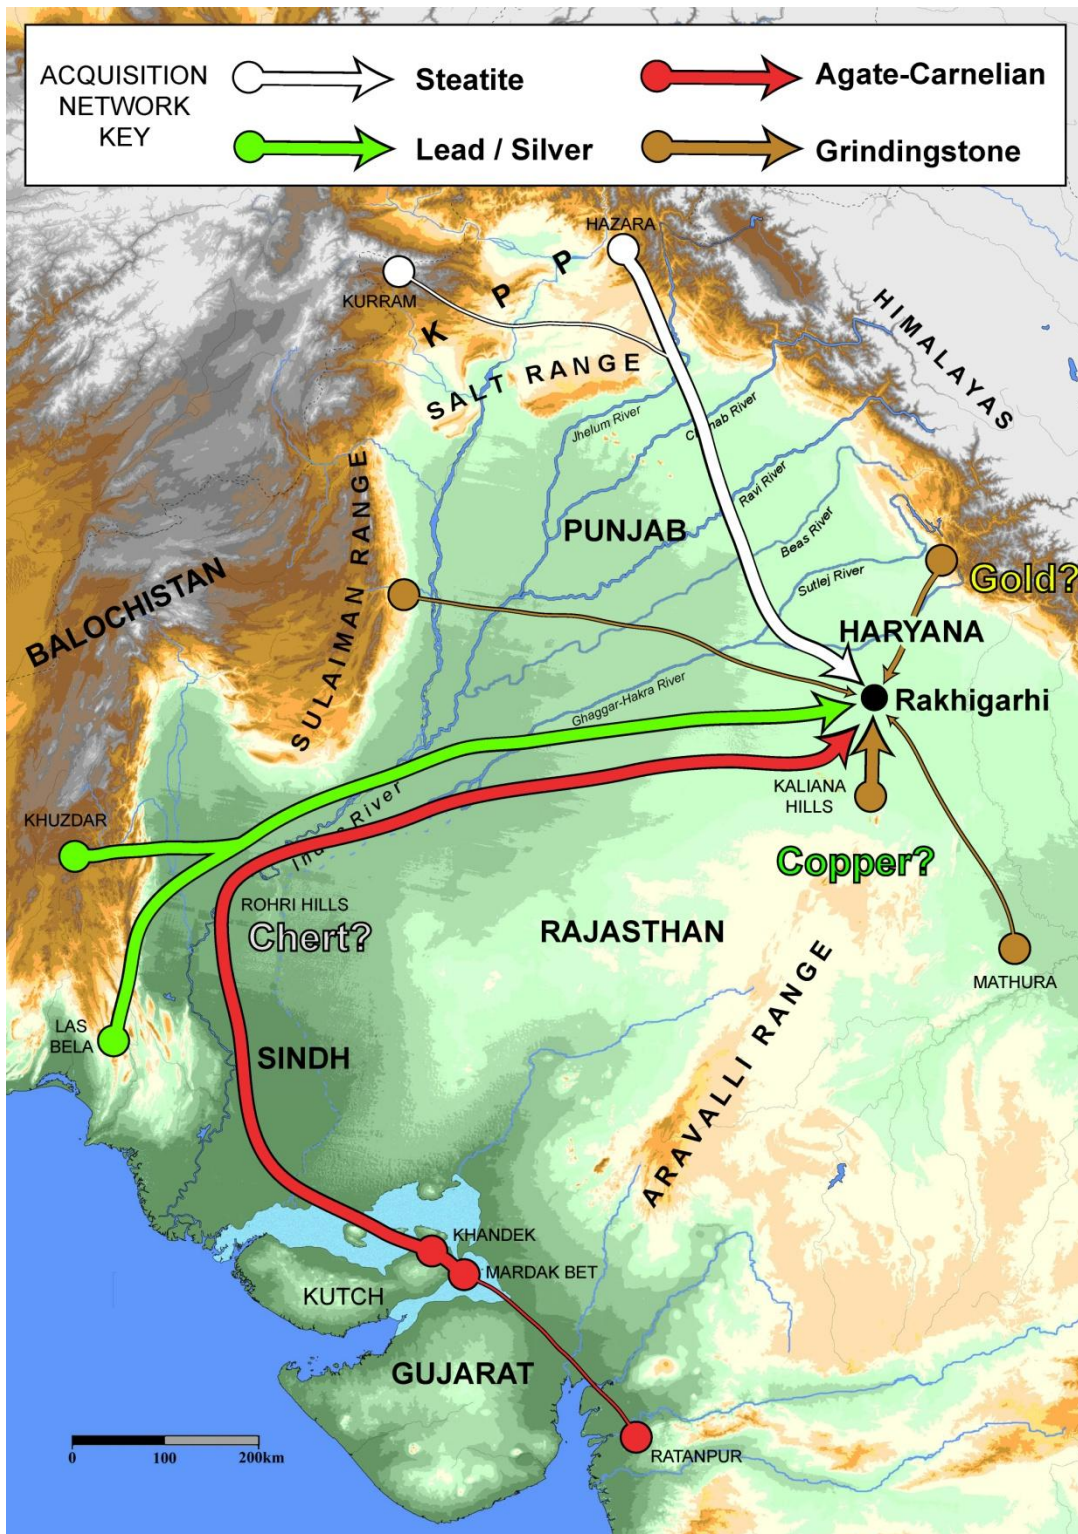 ACQUISITION
NETWORK
KEY
Steatite
Agate-Carnelian
Lead / Silver
Grindingstone
HAZARA
KURRAM
K P P
HIMALAYAS
SALT RANGE
Jhelum River
Chenab River
Ravi River
PUNJAB
Beas River
Sutlej River
SULAIMAN RANGE
BALOCHISTAN
Gold?
HARYANA
Rakhigarhi
Ghaggar-Hakra River
KALIANA
HILLS
Indus River
KHUZDAR
Copper?
ROHRI HILLS
Chert?
RAJASTHAN
MATHURA
LAS
BELA
SINDH
ARAVALLI RANGE
KHANDEK
MARDAK BET
KUTCH
GUJARAT
RATANPUR
0 100 200km